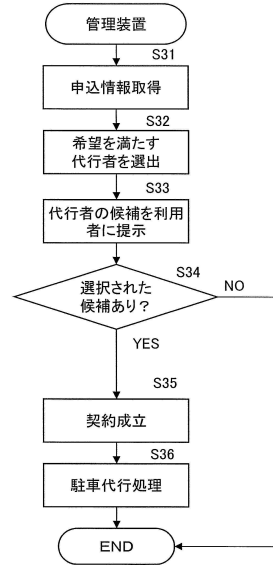 管理装置
S31
申込情報取得
S32
希望を満たす
代行者を選出
S33
代行者の候補を利用
者に提示
S34
選択された
候補あり？
NO
YES
S35
契約成立
S36
駐車代行処理
END